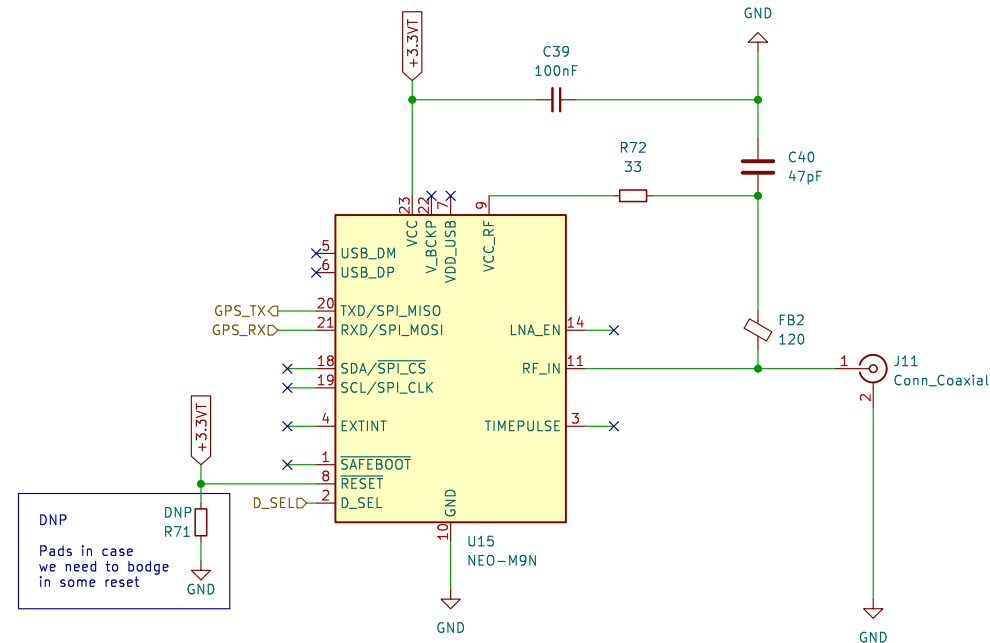 GND
+3.3VT
C39
100nF
R72
33
C40
47pF
23
22
7
9
VCC
V_BCKP
VDD_USB
VCC_RF
5
USB_DM
6
USB_DP
GPS_TX
20
TXD/SPI_MISO
GPS_RX
21
RXD/SPI_MOSI
LNA_EN
14
FB2
120
18
SDA/SPI_CS
RF_IN
11
1
J11
Conn_Coaxial
2
19
SCL/SPI_CLK
4
EXTINT
TIMEPULSE
3
+3.3VT
1
SAFEBOOT
8
RESET
D_SEL
2
D_SEL
GND
10
DNP
DNP
R71
Pads in case
we need to bodge
in some reset
GND
U15
NEO-M9N
GND
GND